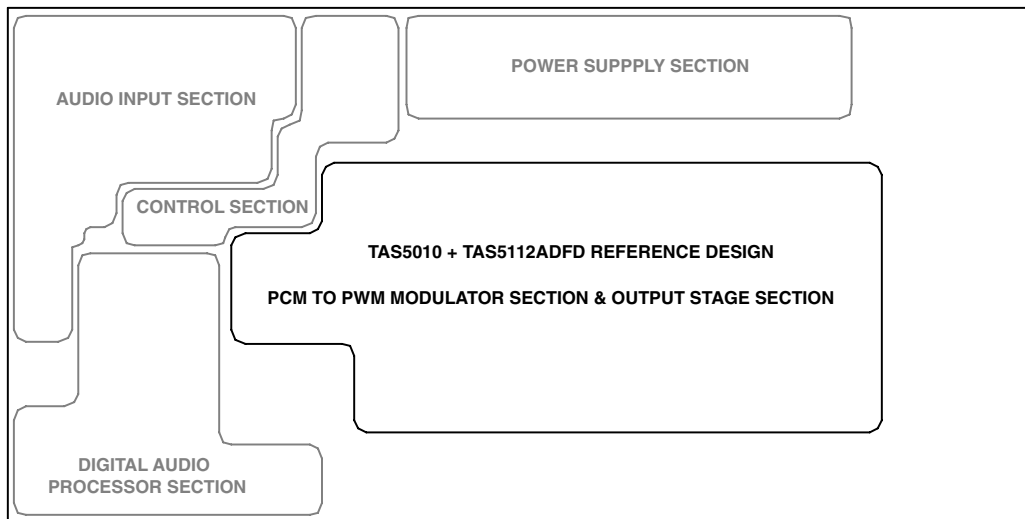 POWER SUPPPLY SECTION
AUDIO INPUT SECTION
CONTROL SECTION
TAS5010 + TAS5112ADFD REFERENCE DESIGN
PCM TO PWM MODULATOR SECTION & OUTPUT STAGE SECTION
DIGITAL AUDIO
PROCESSOR SECTION